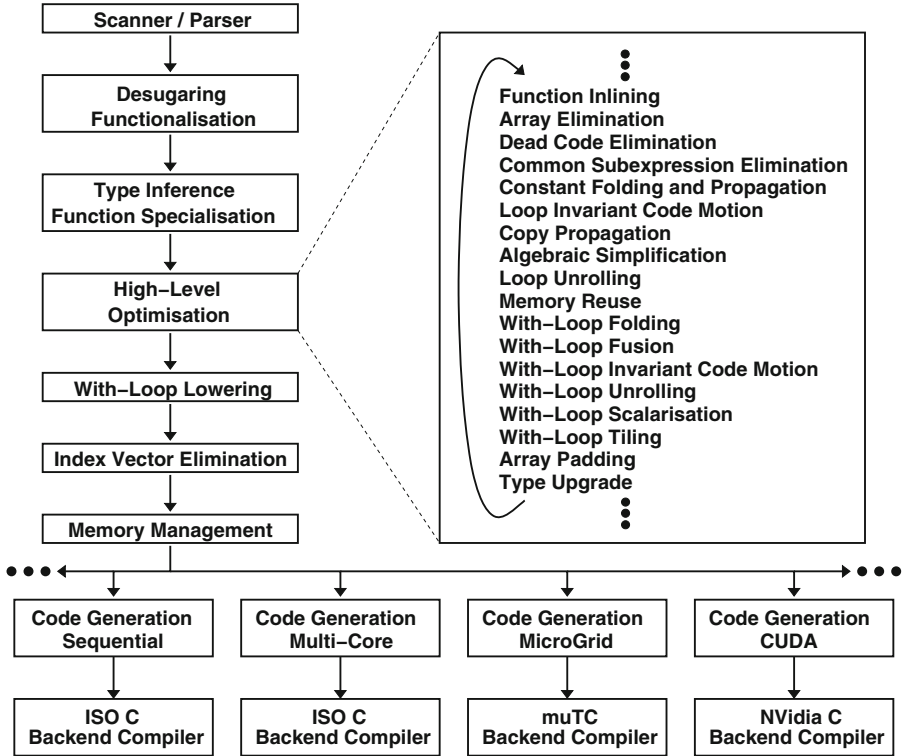 Scanner / Parser
Desugaring
Functionalisation
Type Inference
Function Specialisation
High–Level
Optimisation
With–Loop Lowering
Index Vector Elimination
Memory Management
Function Inlining
Array Elimination
Dead Code Elimination
Common Subexpression Elimination
Constant Folding and Propagation
Loop Invariant Code Motion
Copy Propagation
Algebraic Simplification
Loop Unrolling
Memory Reuse
With–Loop Folding
With–Loop Fusion
With–Loop Invariant Code Motion
With–Loop Unrolling
With–Loop Scalarisation
With–Loop Tiling
Array Padding
Type Upgrade
Code Generation
Sequential
Code Generation
Multi–Core
Code Generation
MicroGrid
Code Generation
CUDA
ISO C
Backend Compiler
ISO C
Backend Compiler
muTC
Backend Compiler
NVidia C
Backend Compiler